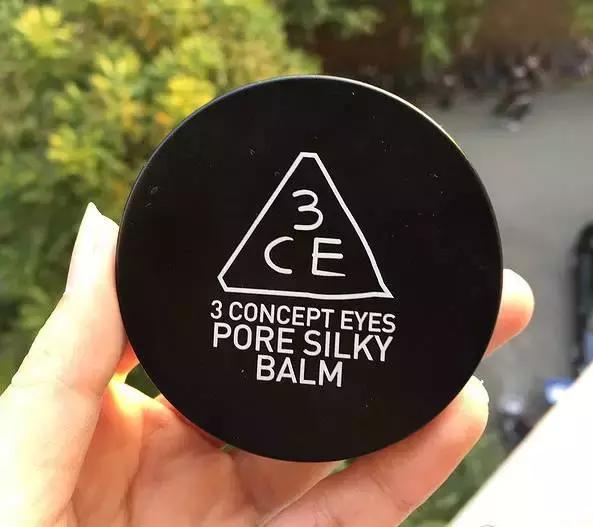 3
CE
3 CONCEPT EYES
PORE SILKY
BALM